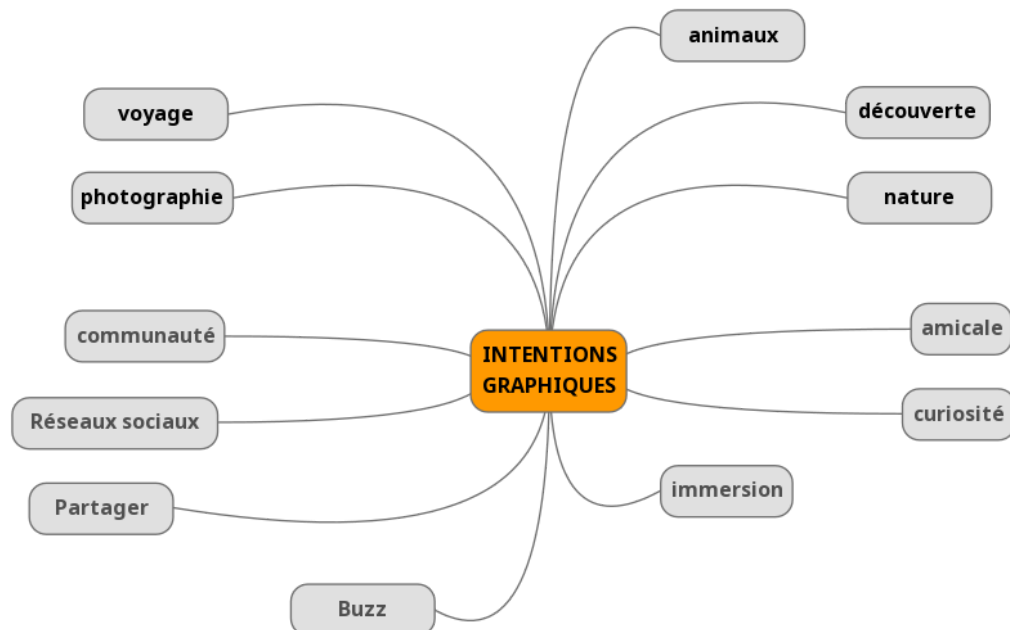 animaux
voyage
découverte
photographie
nature
communauté
amicale
INTENTIONS
GRAPHIQUES
Réseaux sociaux
curiosité
immersion
Partager
Buzz